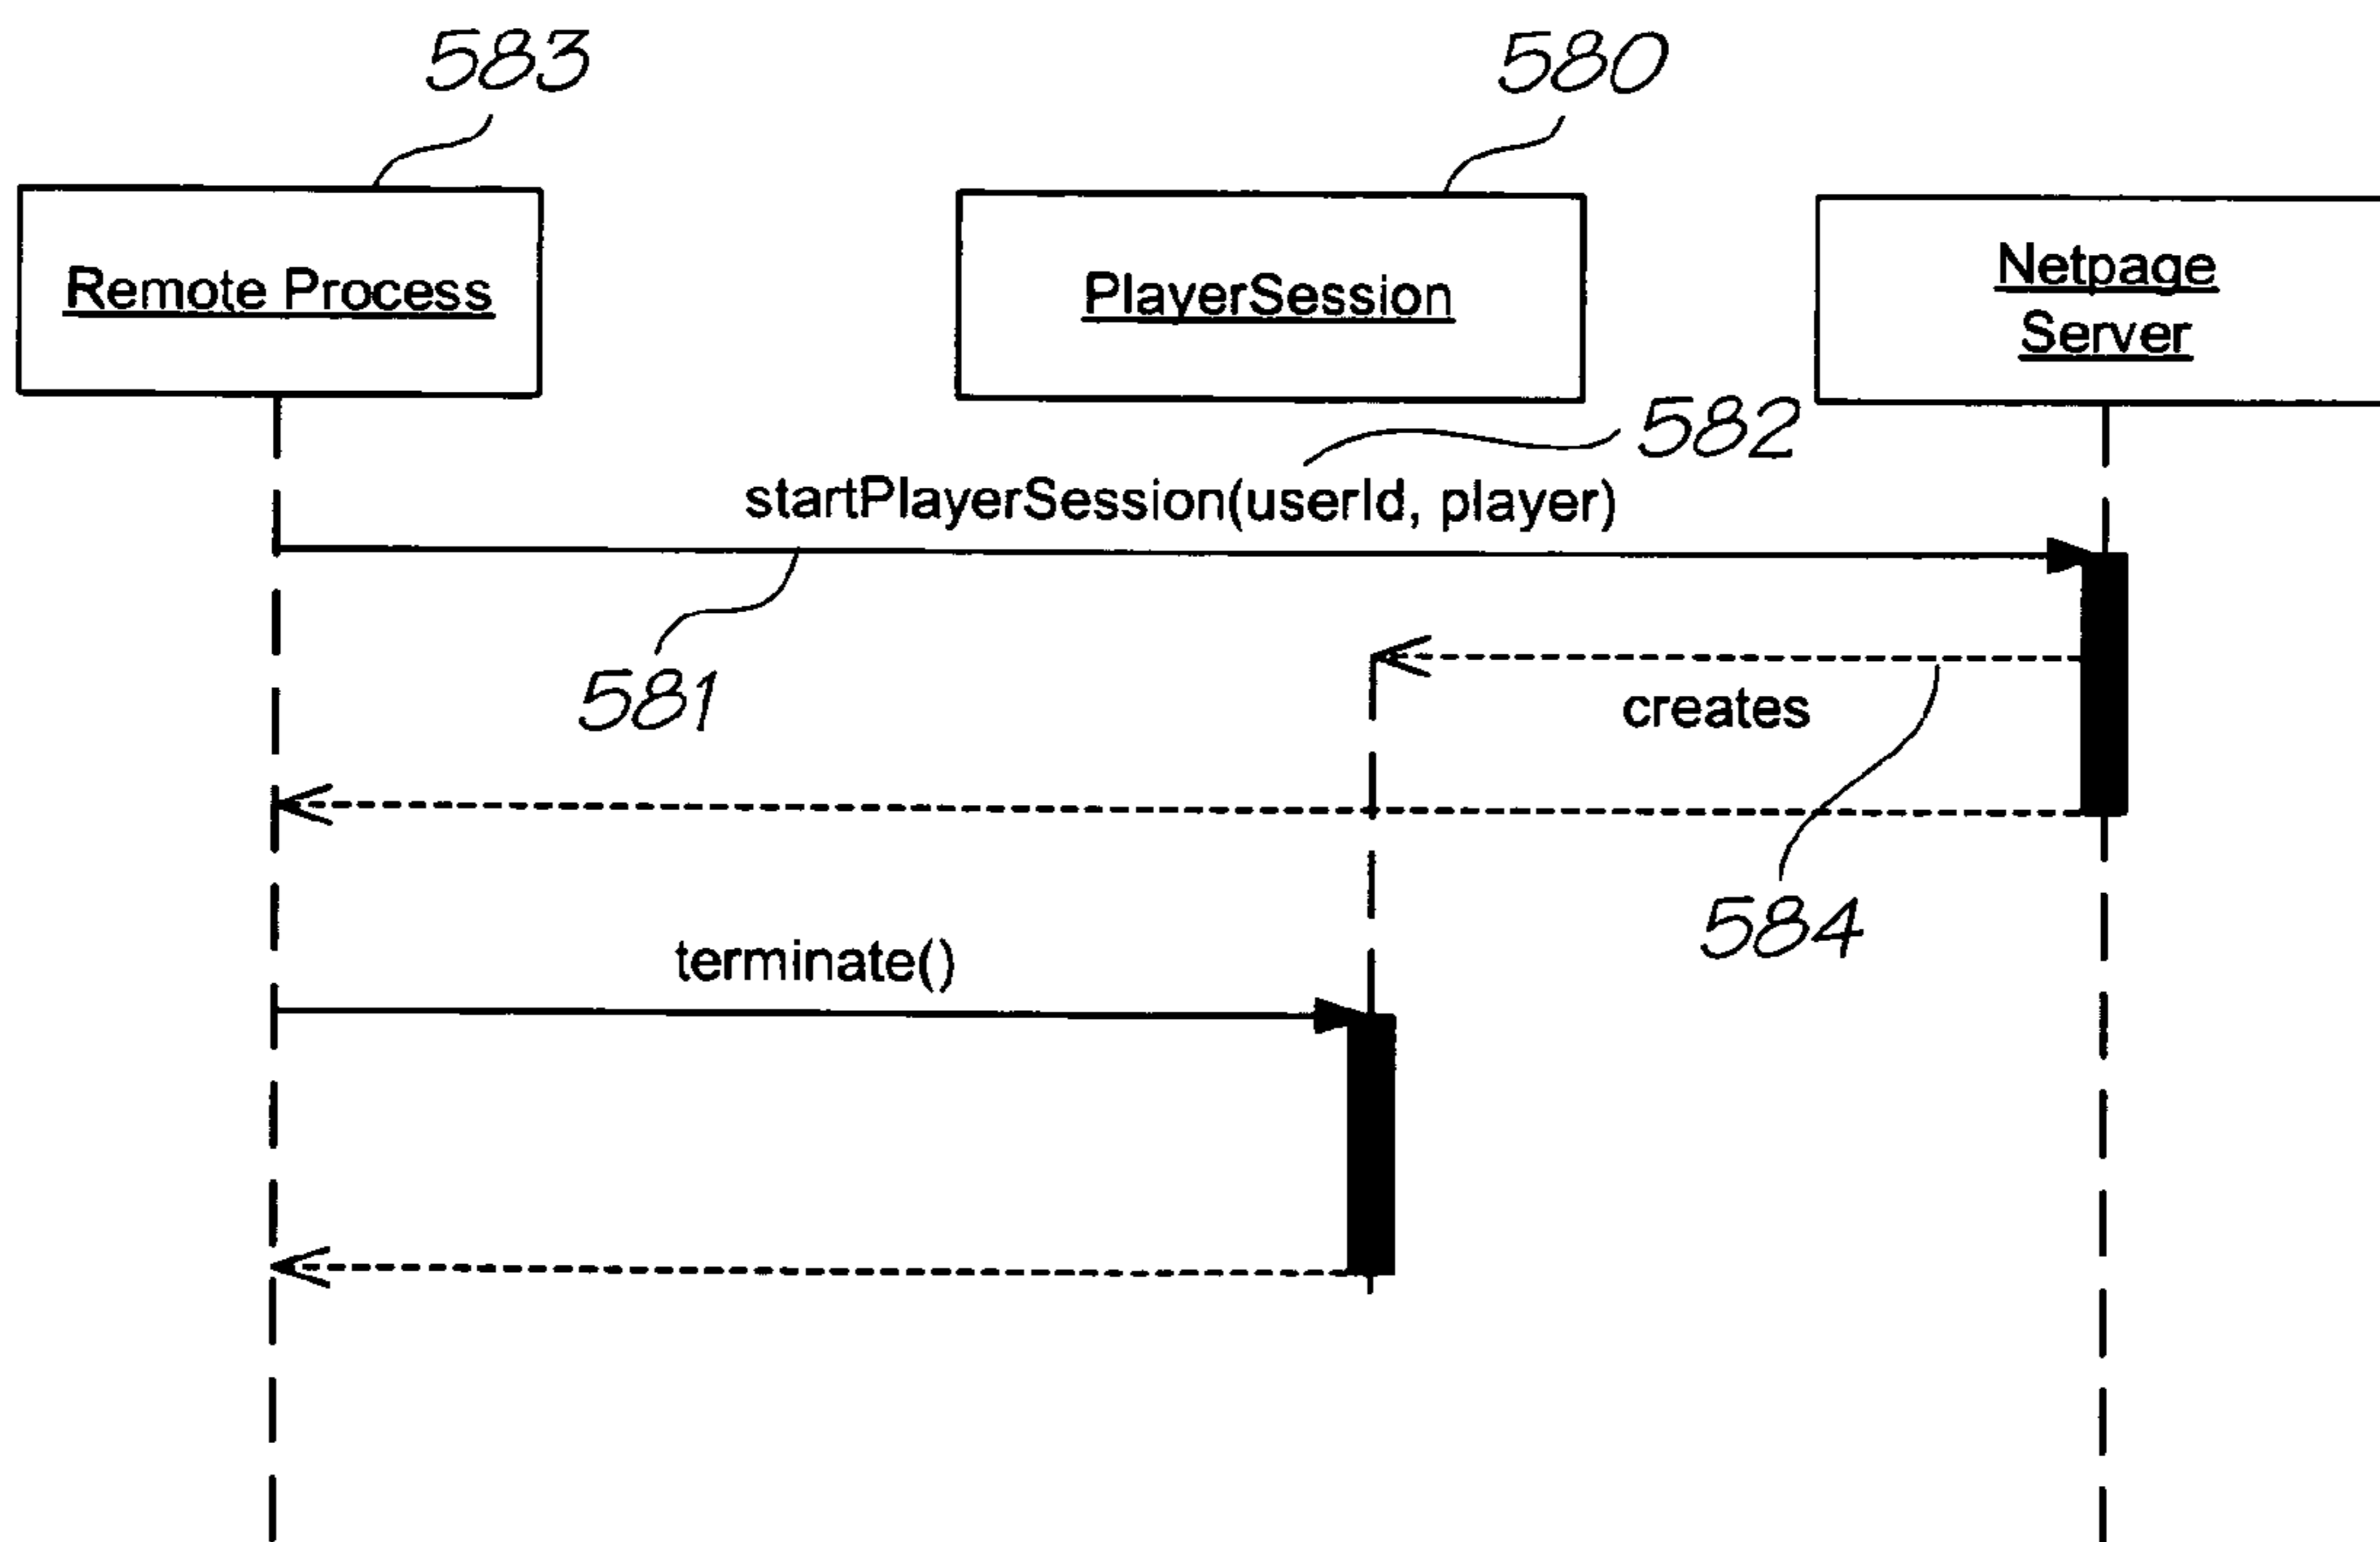 583
580
Remote Process
PlayerSession
Netpage
Server
582
startPlayerSession(userId, player)
581
creates
584
terminate()